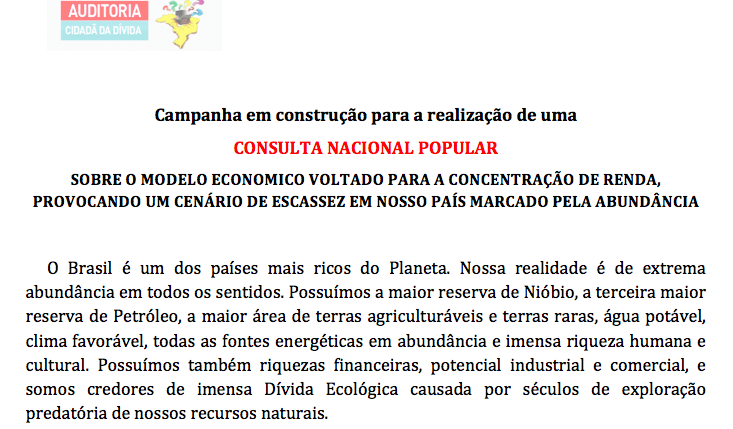 AUDITORIA
CIDADÃ DA DÍVIDA
Campanha em construção para a realização de uma
CONSULTA NACIONAL POPULAR
SOBRE O MODELO ECONOMICO VOLTADO PARA A CONCENTRAÇÃO DE RENDA,
PROVOCANDO UM CENÁRIO DE ESCASSEZ EM NOSSO PAÍS MARCADO PELA ABUNDÂNCIA
O Brasil é um dos países mais ricos do Planeta. Nossa realidade é de extrema
abundância em todos os sentidos. Possuímos a maior reserva de Nióbio, a terceira maior
reserva de Petróleo, a maior área de terras agriculturáveis e terras raras, água potável,
clima favorável, todas as fontes energéticas em abundância e imensa riqueza humana e
cultural. Possuímos também riquezas financeiras, potencial industrial e comercial, e
somos credores de imensa Dívida Ecológica causada por séculos de exploração
predatória de nossos recursos naturais.